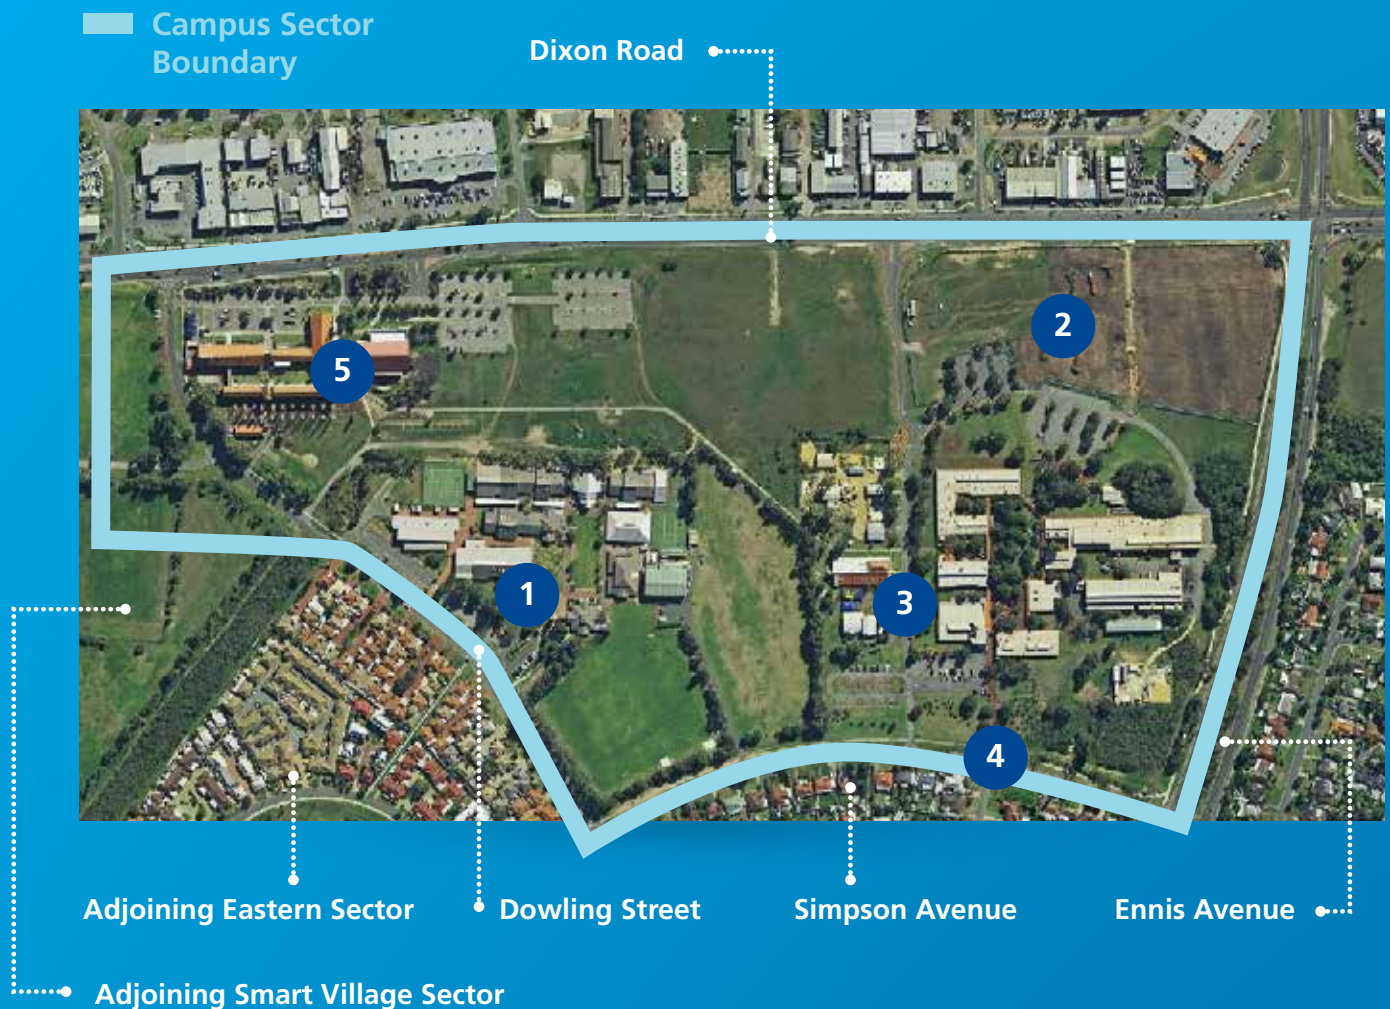 Campus Sector
Boundary
Dixon Road
2
5
1
3
4
Adjoining Eastern Sector
Dowling Street
Simpson Avenue
Ennis Avenue
Adjoining Smart Village Sector